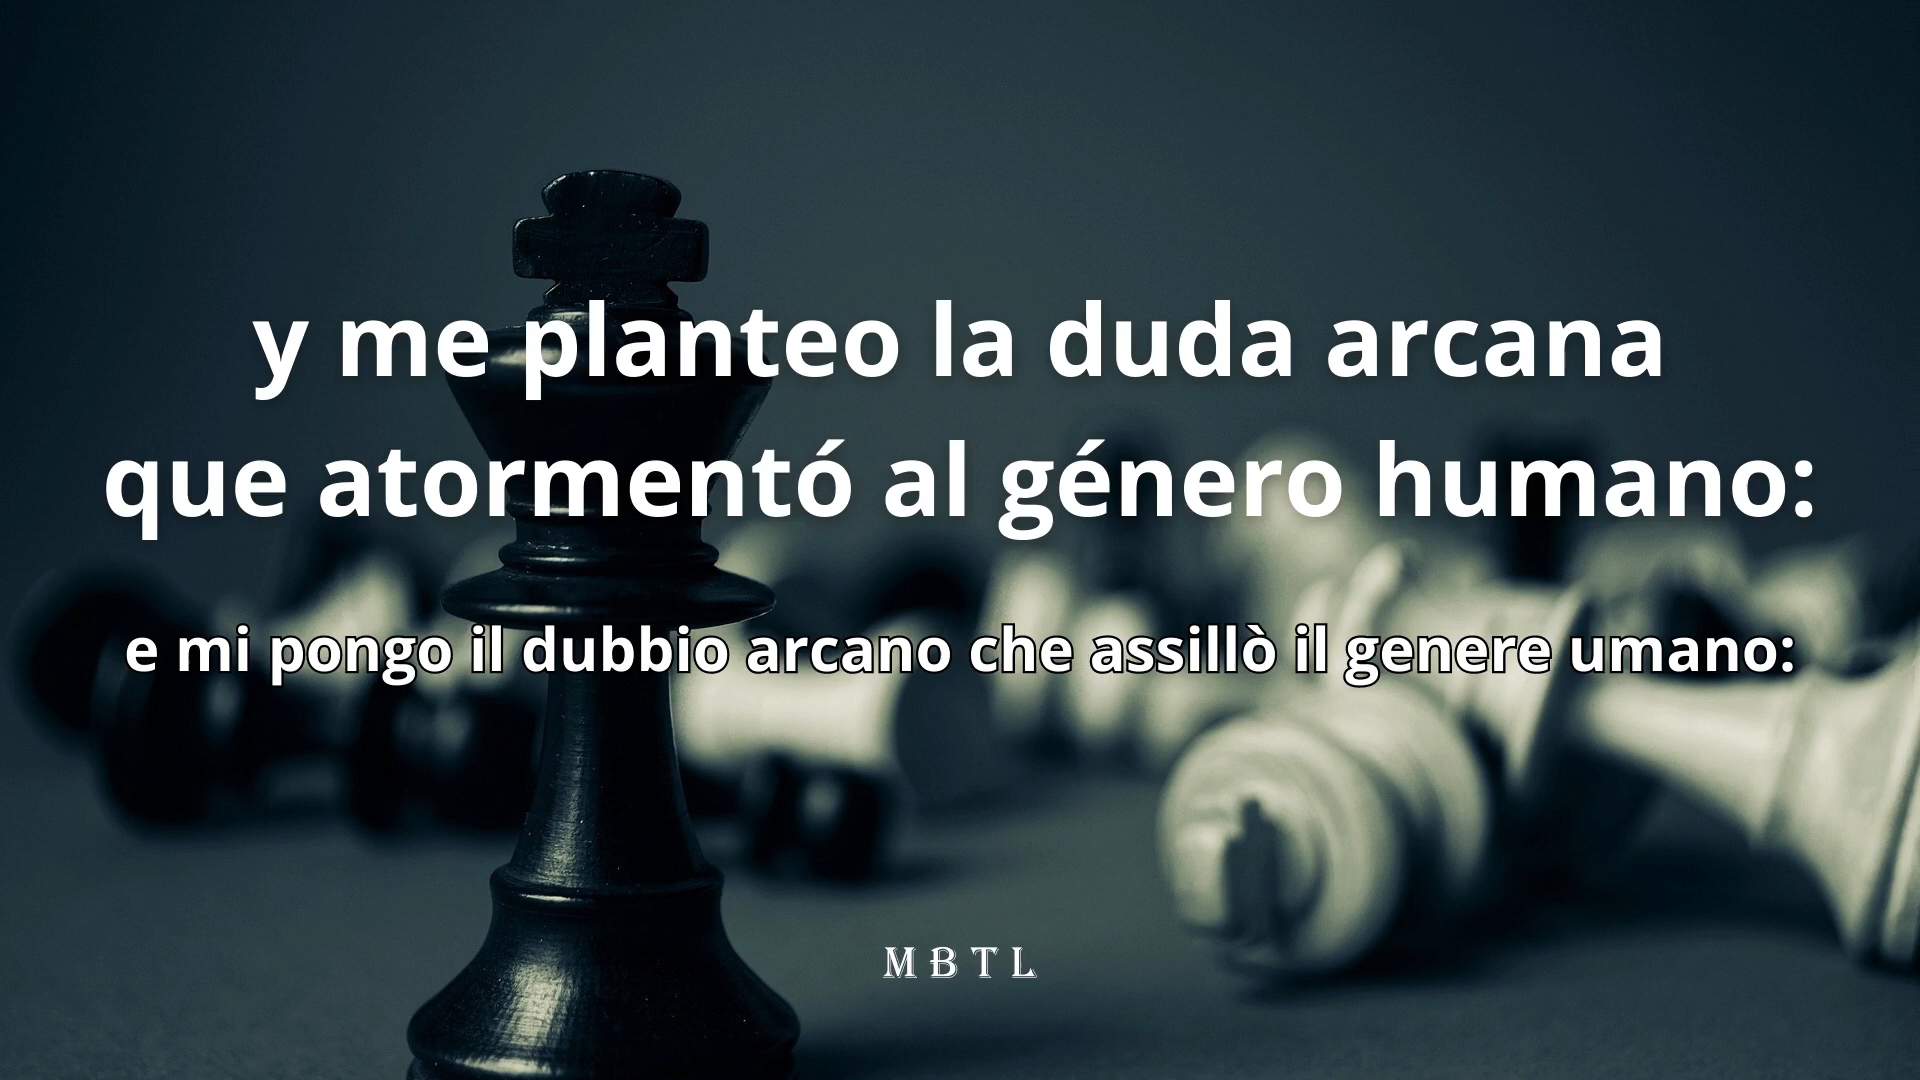 y me planteo la duda arcana
que atormentó al género humano:
e mi pongo il dubbio arcano che assillò il genere umano:
MBTL